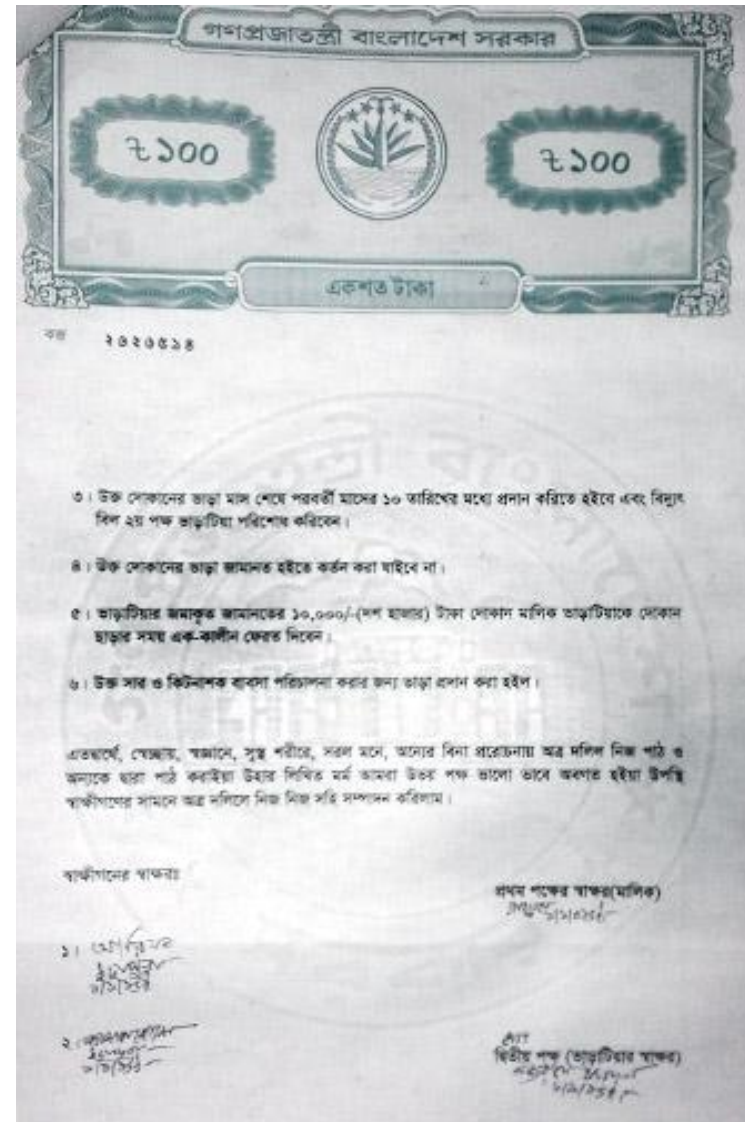 গণপ্রজাতন্ত্রী বাংলাদেশ সরকার
৳ ১০০
৳ ১০০
একশত টাকা
কজ
৩। উক্ত দোকানের ভাড়া মাস শেষে পরবর্তী মাসের ১০ তারিখের মধ্যে প্রদান করিতে হইবে এবং বিদ্যুৎ
বিল ২য় পক্ষ ভাড়াটিয়া পরিশোধ করিবেন।
৪। উক্ত দোকানের ভাড়া জামানত হইতে কর্তন করা যাইবে না।
৫। ভাড়াটিয়ার জমাকৃত জামানতের ১০,০০০/-(দশ হাজার) টাকা দোকান মালিক ভাড়াটিয়াকে দোকান
ছাড়ার সময় এক-কালীন ফেরত দিবেন।
৬। উক্ত সার ও কিটনাশক ব্যবসা পরিচালনা করার জন্য ভাড়া প্রদান করা হইল।
এতদ্বার্থে, স্বেচ্ছায়, স্বজ্ঞানে, সুস্থ শরীরে, সরল মনে, অন্যের বিনা প্ররোচনায় অত্র দলিল নিজ পাঠ ও
অন্যকে দ্বারা পাঠ করাইয়া উহার লিখিত মর্ম আমরা উভয় পক্ষ ভালো ভাবে অবগত হইয়া উপস্থি
স্বাক্ষীগণের সামনে অত্র দলিলে নিজ নিজ সহি সম্পাদন করিলাম।
স্বাক্ষীগনের স্বাক্ষরঃ
প্রথম পক্ষের স্বাক্ষর(মালিক)
১।
২।
দ্বিতীয় পক্ষ (ভাড়াটিয়ার স্বাক্ষর)